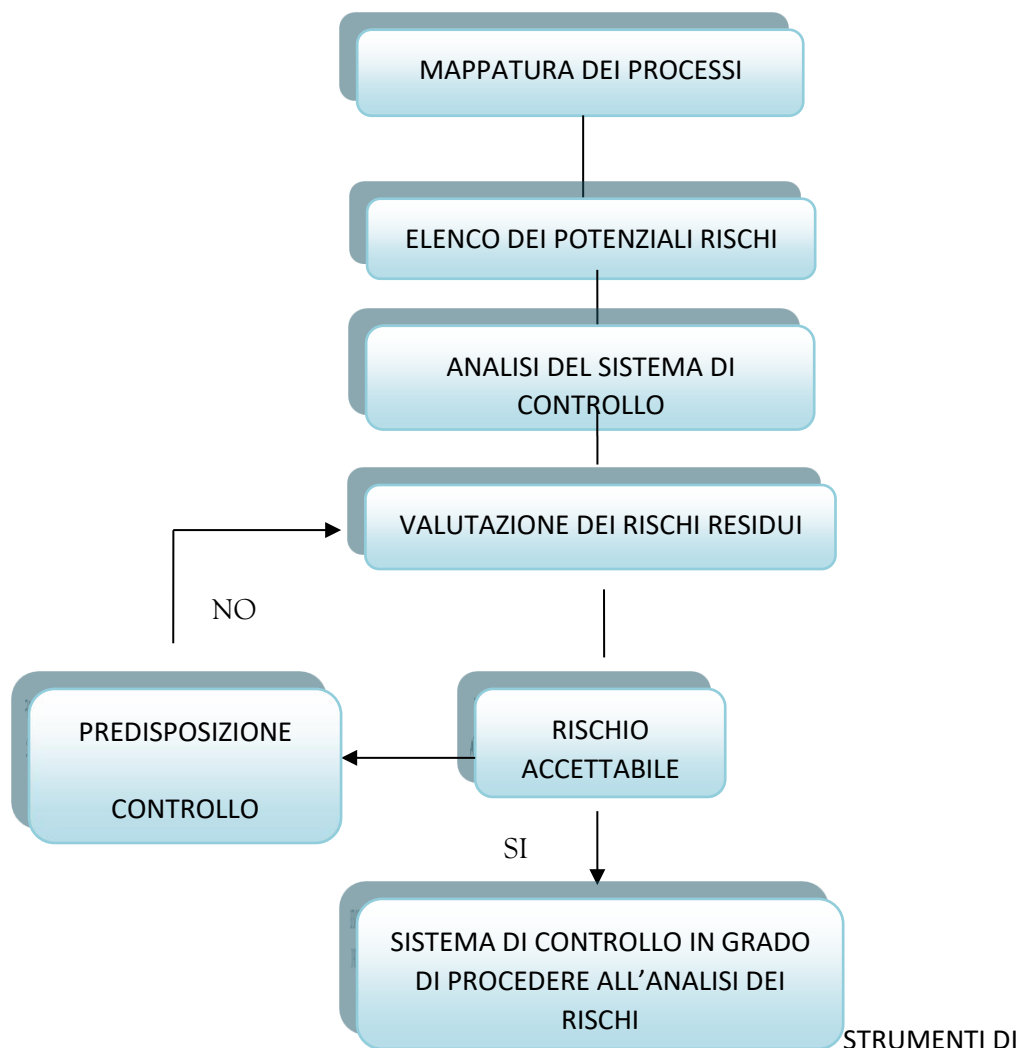 MAPPATURA DEI PROCESSI
ELENCO DEI POTENZIALI RISCHI
ANALISI DEL SISTEMA DI
CONTROLLO
VALUTAZIONE DEI RISCHI RESIDUI
NO
PREDISPOSIZIONE
CONTROLLO
RISCHIO
ACCETTABILE
SI
SISTEMA DI CONTROLLO IN GRADO
DI PROCEDERE ALL’ANALISI DEI
RISCHI
STRUMENTI DI